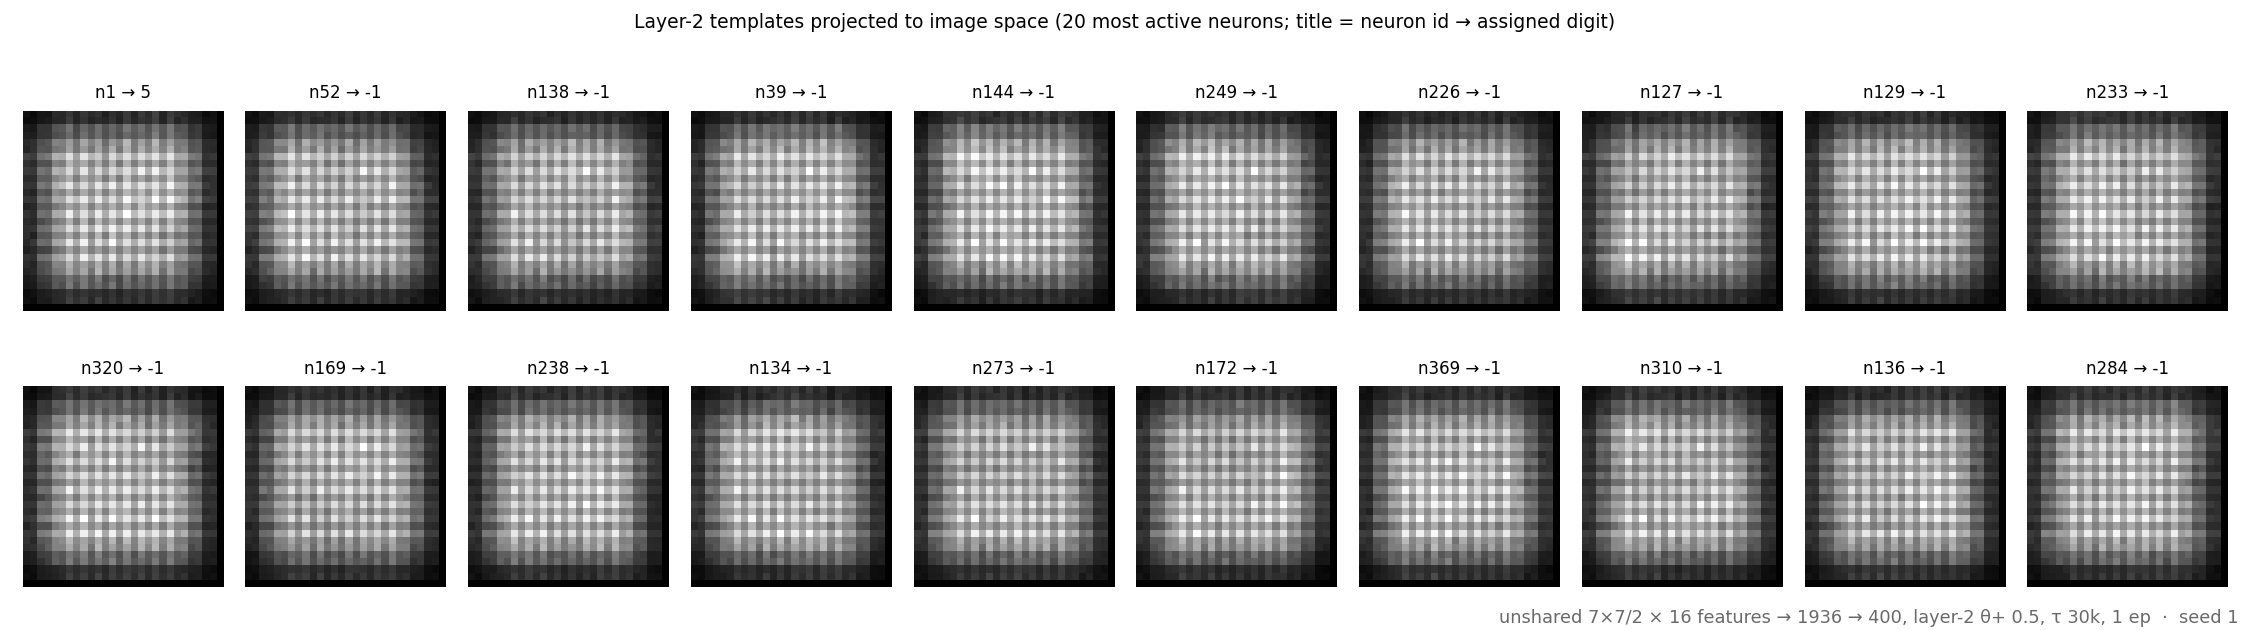 Layer-2 templates projected to image space (20 most active neurons; title = neuron id → assigned digit)
n1 → 5 n52 → -1 n138 → -1 n39 → -1 n144 → -1 n249 → -1 n226 → -1 n127 → -1 n129 → -1 n233 → -1
n320 → -1 n169 → -1 n238 → -1 n134 → -1 n273 → -1 n172 → -1 n369 → -1 n310 → -1 n136 → -1 n284 → -1
unshared 7×7/2 × 16 features → 1936 → 400, layer-2 θ+ 0.5, τ 30k, 1 ep · seed 1